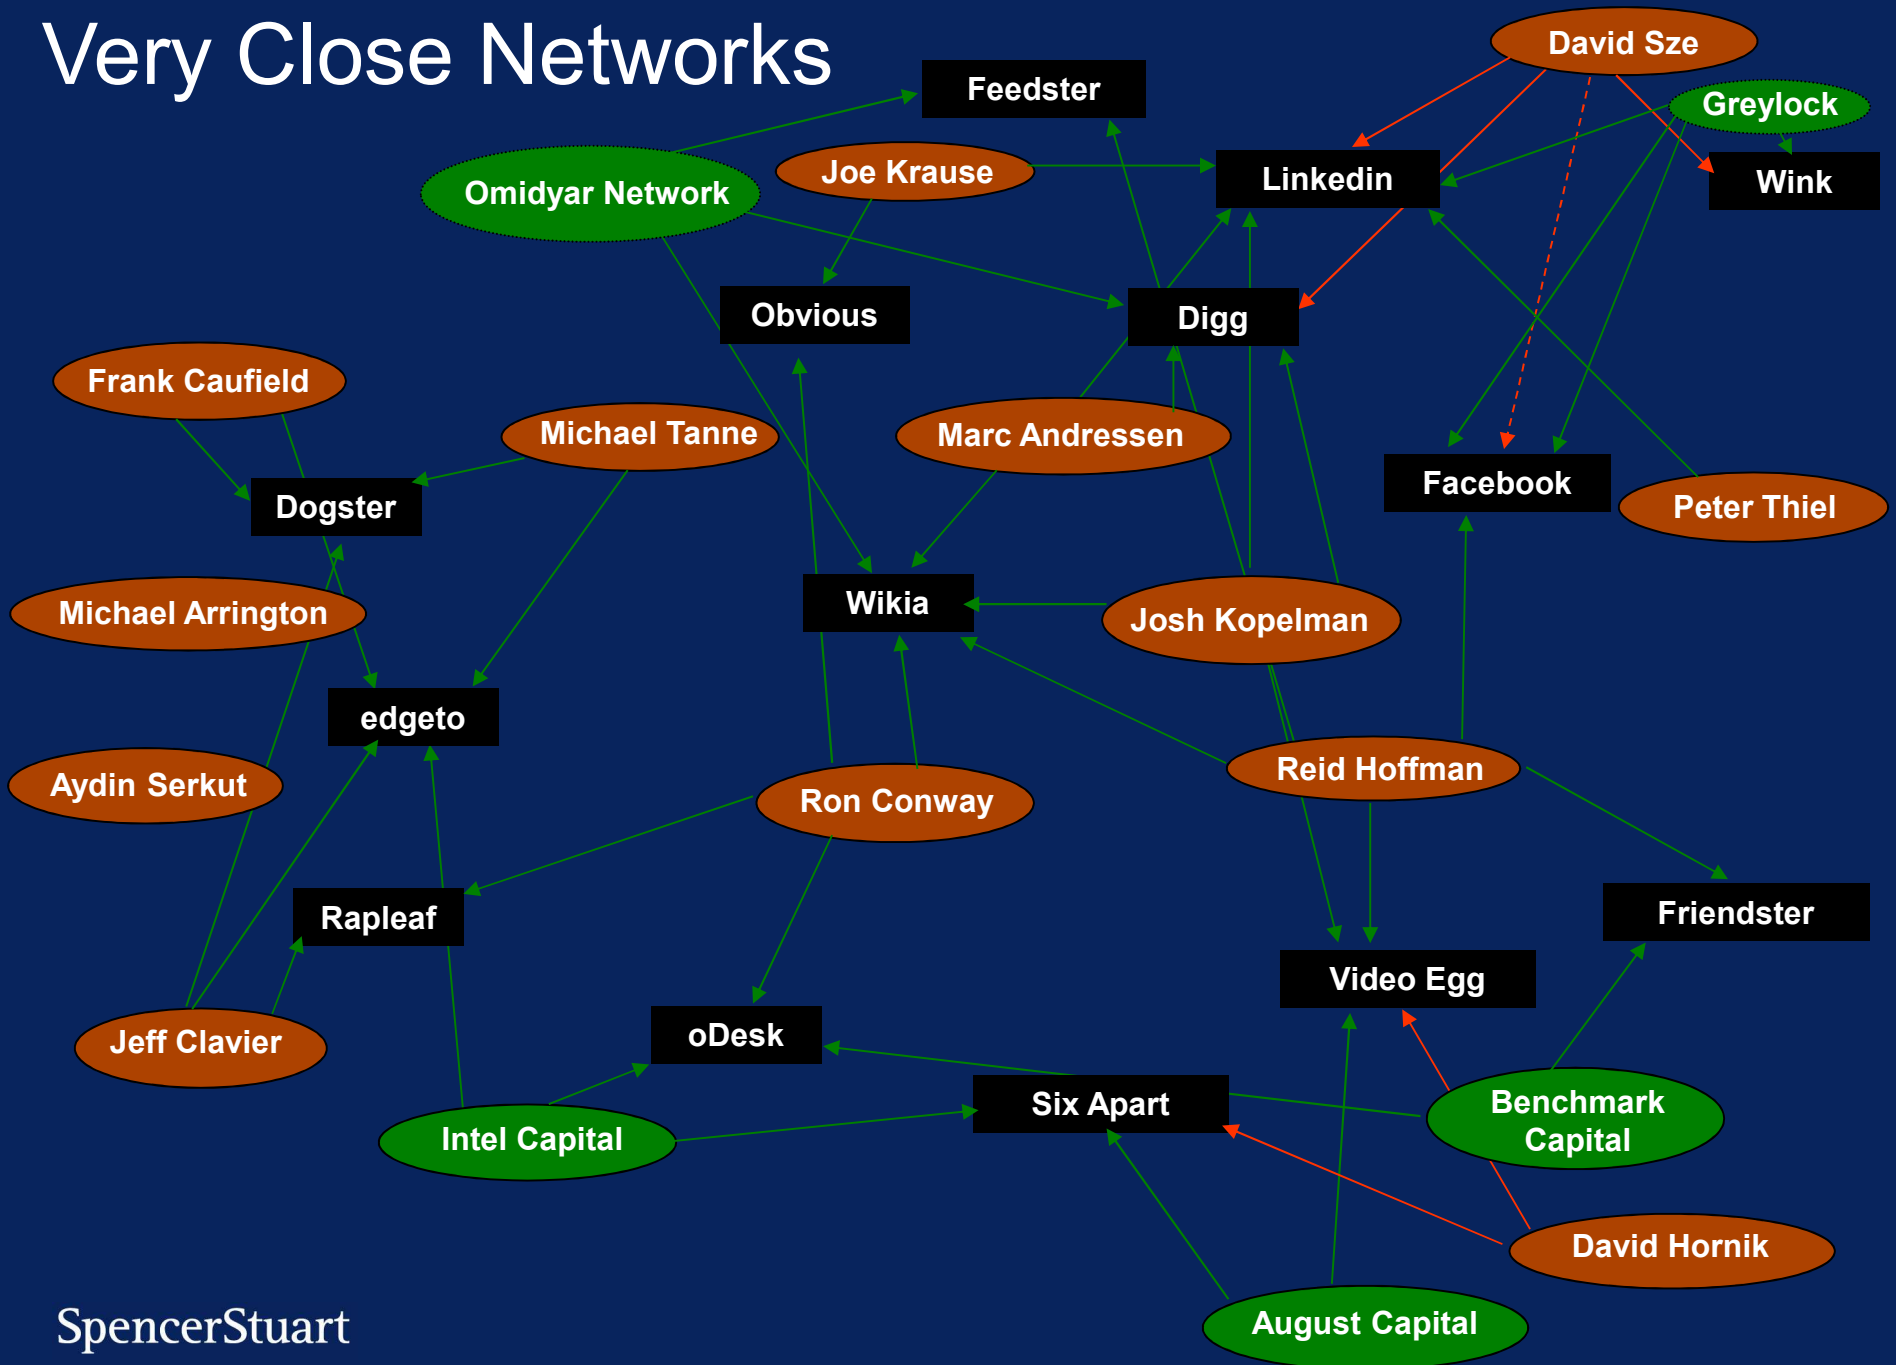 Very Close Networks
David Sze
Feedster
Greylock
Joe Krause
Linkedin
Wink
Omidyar Network
Obvious
Digg
Frank Caufield
Michael Tanne
Marc Andressen
Dogster
Facebook
Peter Thiel
Michael Arrington
Wikia
Josh Kopelman
edgeto
Aydin Serkut
Ron Conway
Reid Hoffman
Rapleaf
Friendster
Video Egg
Jeff Clavier
oDesk
Six Apart
Benchmark
Capital
Intel Capital
David Hornik
August Capital
SpencerStuart